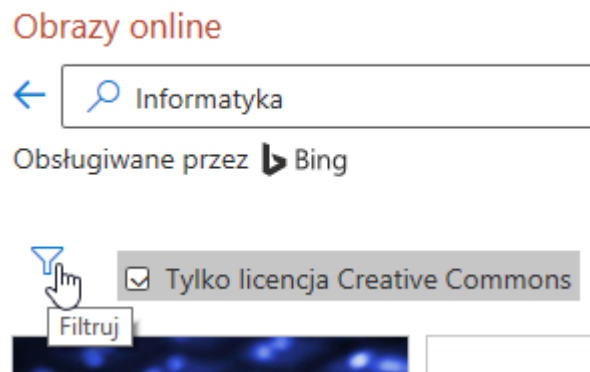 Obrazy online
Informatyka
Obsługiwane przez Bing
Tylko licencja Creative Commons
Filtruj